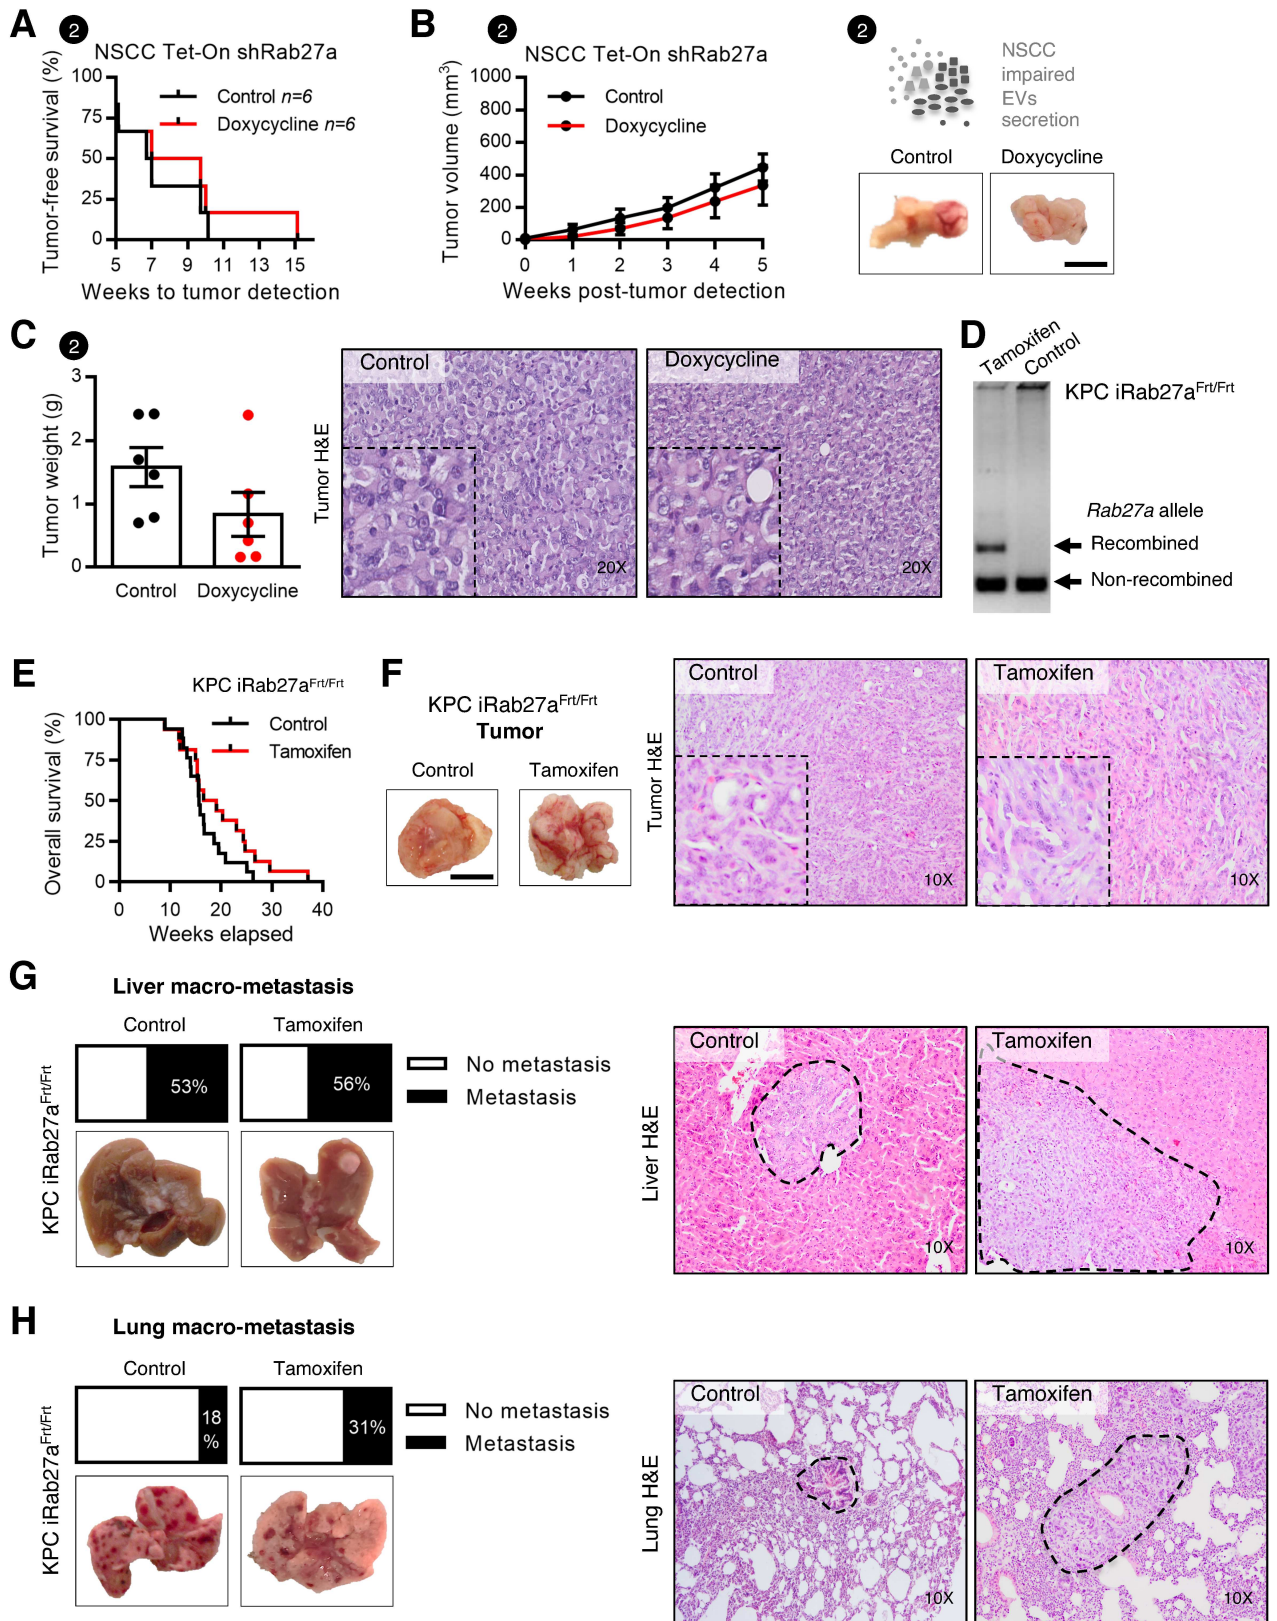 A 2
NSCC Tet-On shRab27a
Tumor-free survival (%)
100
75
50
25
0
Control n=6
Doxycycline n=6
5 7 9 11 13 15
Weeks to tumor detection
B 2
NSCC Tet-On shRab27a
Tumor volume (mm³)
1000
800
600
400
200
0
Control
Doxycycline
0 1 2 3 4 5
Weeks post-tumor detection
2
NSCC
impaired
EVs
secretion
Control Doxycycline
C 2
Tumor weight (g)
3
2
1
0
Control Doxycycline
Tumor H&E
Control
20X
Doxycycline
20X
D
Tamoxifen
Control
KPC iRab27aFrt/Frt
Rab27a allele
Recombined
Non-recombined
E
KPC iRab27aFrt/Frt
Overall survival (%)
100
75
50
25
0
Control
Tamoxifen
0 10 20 30 40
Weeks elapsed
F
KPC iRab27aFrt/Frt
Tumor
Control Tamoxifen
Tumor H&E
Control
10X
Tamoxifen
10X
G
Liver macro-metastasis
KPC iRab27aFrt/Frt
Control Tamoxifen
53% 56%
No metastasis
Metastasis
Liver H&E
Control
10X
Tamoxifen
10X
H
Lung macro-metastasis
KPC iRab27aFrt/Frt
Control Tamoxifen
18
%
31%
No metastasis
Metastasis
Lung H&E
Control
10X
Tamoxifen
10X